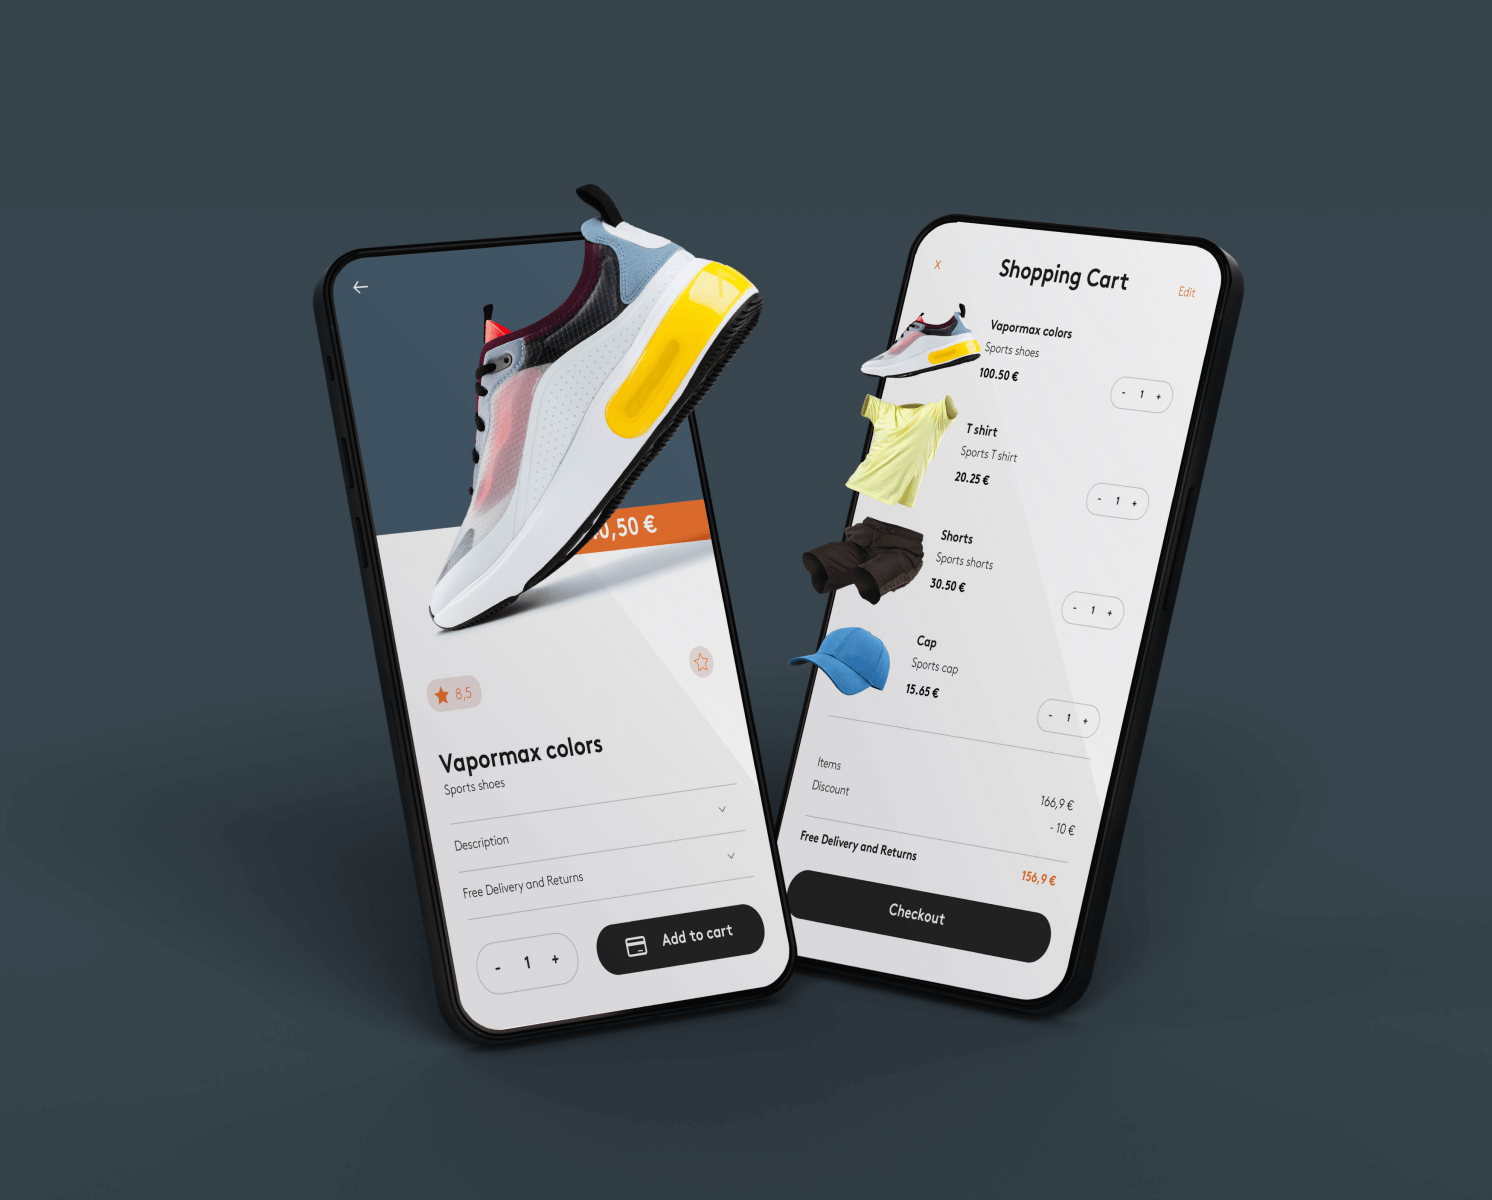 0,50 €
8,5
Vapormax colors
Sports shoes
Description
Free Delivery and Returns
- 1 +
Add to cart
X
Shopping Cart
Edit
Vapormax colors
Sports shoes
100.50 €
- 1 +
T shirt
Sports T shirt
20.25 €
- 1 +
Shorts
Sports shorts
30.50 €
- 1 +
Cap
Sports cap
15.65 €
- 1 +
Items
166,9 €
Discount
- 10 €
Free Delivery and Returns
156,9 €
Checkout